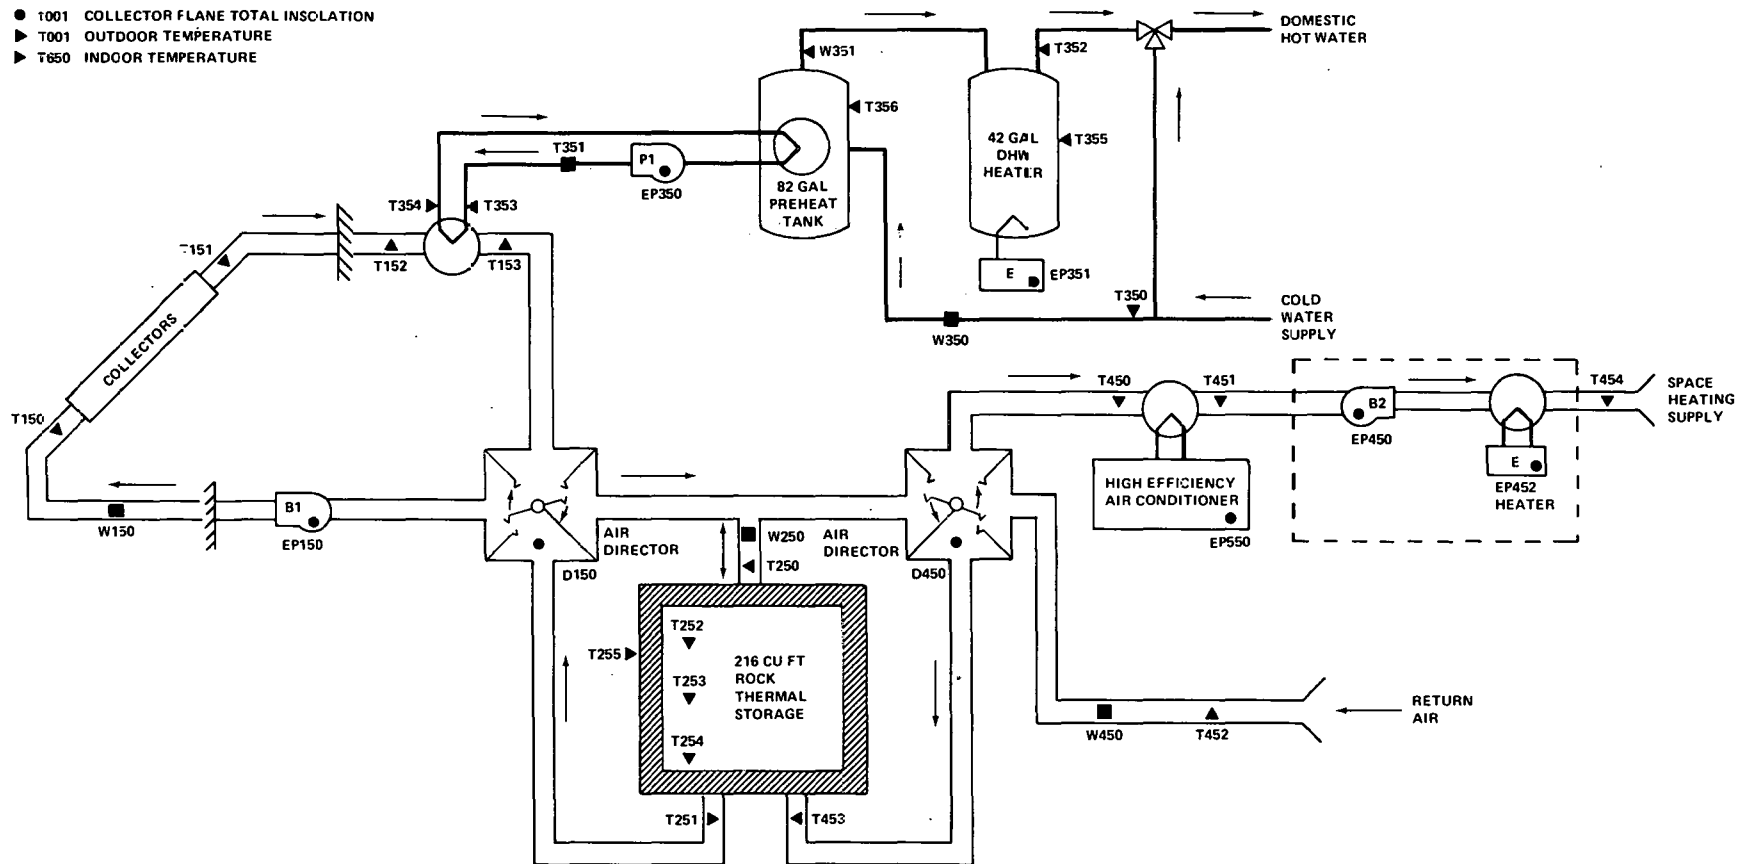 1001 COLLECTOR FLANE TOTAL INSOLATION
T001 OUTDOOR TEMPERATURE
T650 INDOOR TEMPERATURE
W351
T352
DOMESTIC
HOT WATER
T356
T351
P1
EP350
82 GAL
PREHEAT
TANK
42 GAL
DHW
HEATER
T355
E
EP351
T354
T353
T151
T152
T153
T350
COLD
WATER
SUPPLY
W350
COLLECTORS
T150
T450
T451
B2
EP450
T454
SPACE
HEATING
SUPPLY
E
EP452
HEATER
HIGH EFFICIENCY
AIR CONDITIONER
EP550
W150
B1
EP150
AIR
DIRECTOR
D150
W250
T250
AIR
DIRECTOR
D450
T252
T255
T253
T254
216 CU FT
ROCK
THERMAL
STORAGE
RETURN
AIR
W450
T452
T251
T453